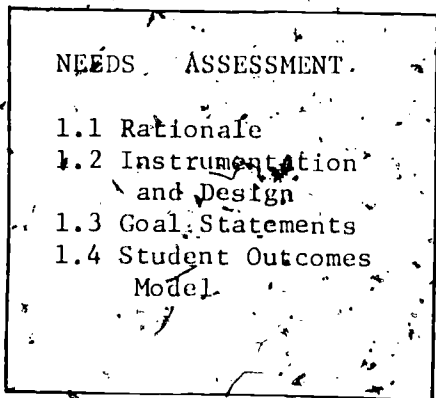 NEEDS ASSESSMENT
1.1 Rationale
1.2 Instrumentation
and Design
1.3 Goal Statements
1.4 Student Outcomes
Model